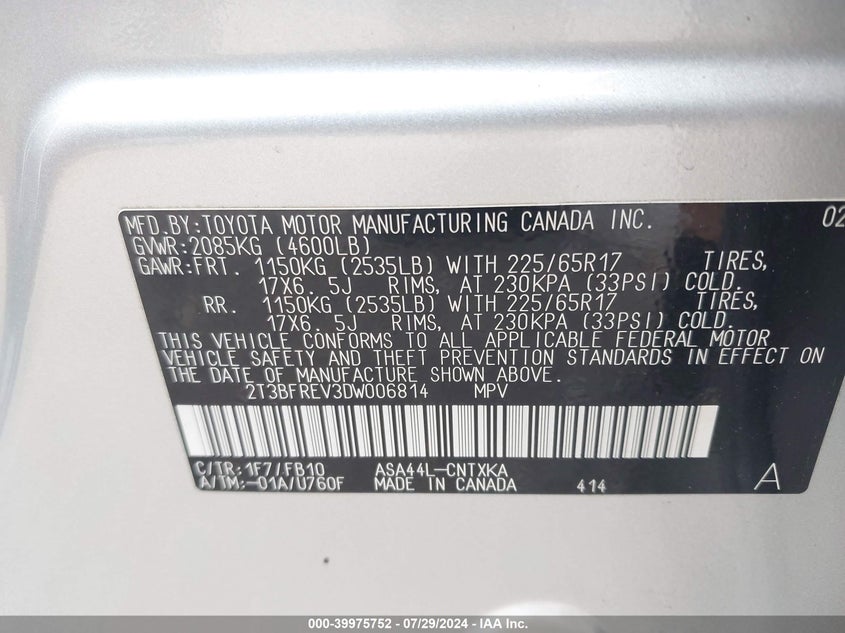 MFD.BY:TOYOTA MOTOR MANUFACTURING CANADA INC. 02
GVWR:2085KG (4600LB)
GAWR:FRT. 1150KG (2535LB) WITH 225/65R17 TIRES,
17X6. 5J RIMS, AT 230KPA (33PSI) COLD.
RR. 1150KG (2535LB) WITH 225/65R17 TIRES,
17X6. 5J RIMS, AT 230KPA (33PSI) COLD.
THIS VEHICLE CONFORMS TO ALL APPLICABLE FEDERAL MOTOR
VEHICLE SAFETY AND THEFT PREVENTION STANDARDS IN EFFECT ON
THE DATE OF MANUFACTURE SHOWN ABOVE.
2T3BFREV3DW006814 MPV
C/TR:1F7/FB10 ASA44L-CNTXKA
A/TM:-01A/U760F MADE IN CANADA 414 A
000-39975752 - 07/29/2024 - IAA Inc.